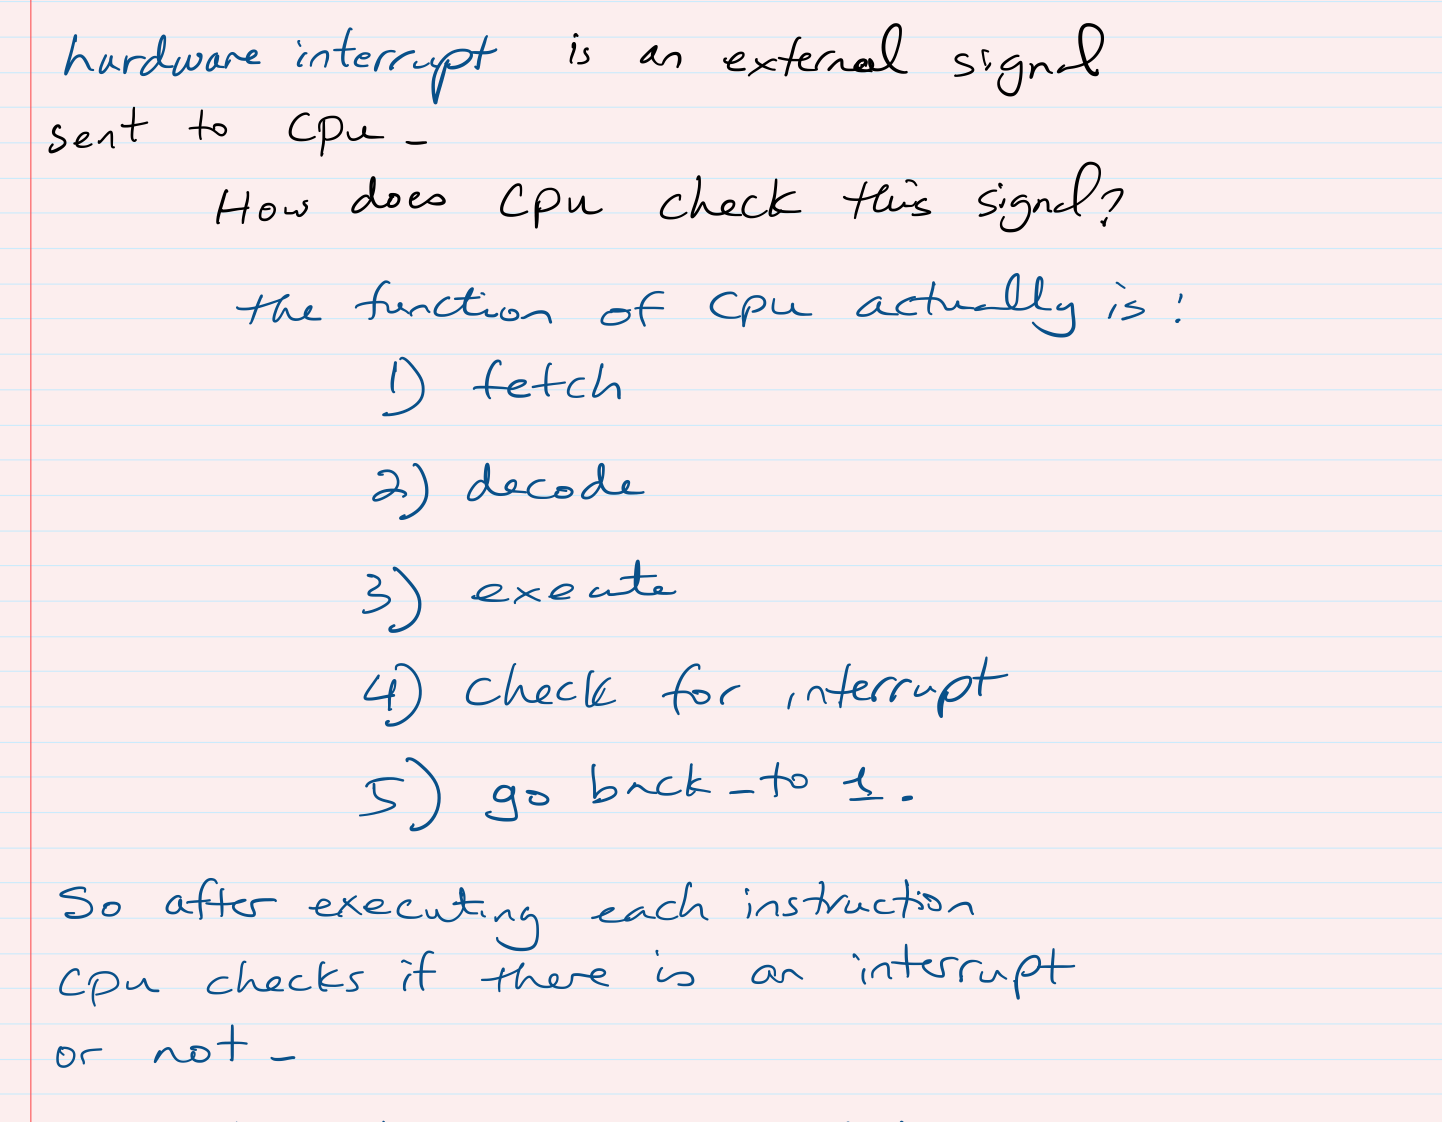 hardware interrupt is an external signal
sent to cpu -
How does cpu check this signal?
the function of cpu actually is:
1) fetch
2) decode
3) execute
4) check for interrupt
5) go back to 1.
So after executing each instruction
cpu checks if there is an interrupt
or not -